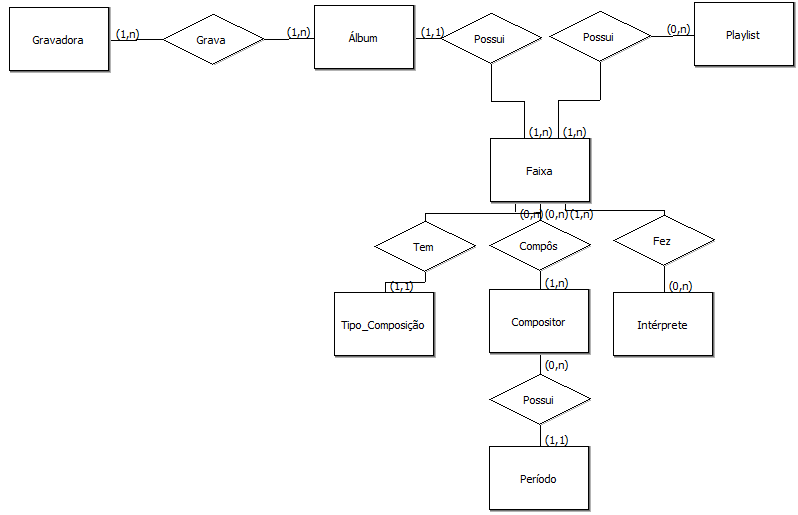 Gravadora
(1,n)
Grava
(1,n)
Álbum
(1,1)
Possui
Possui
(0,n)
Playlist
(1,n)
(1,n)
Faixa
(0,n)
(0,n)
(1,n)
Tem
Compôs
Fez
(1,1)
(1,n)
(0,n)
Tipo_Composição
Compositor
Intérprete
(0,n)
Possui
(1,1)
Período